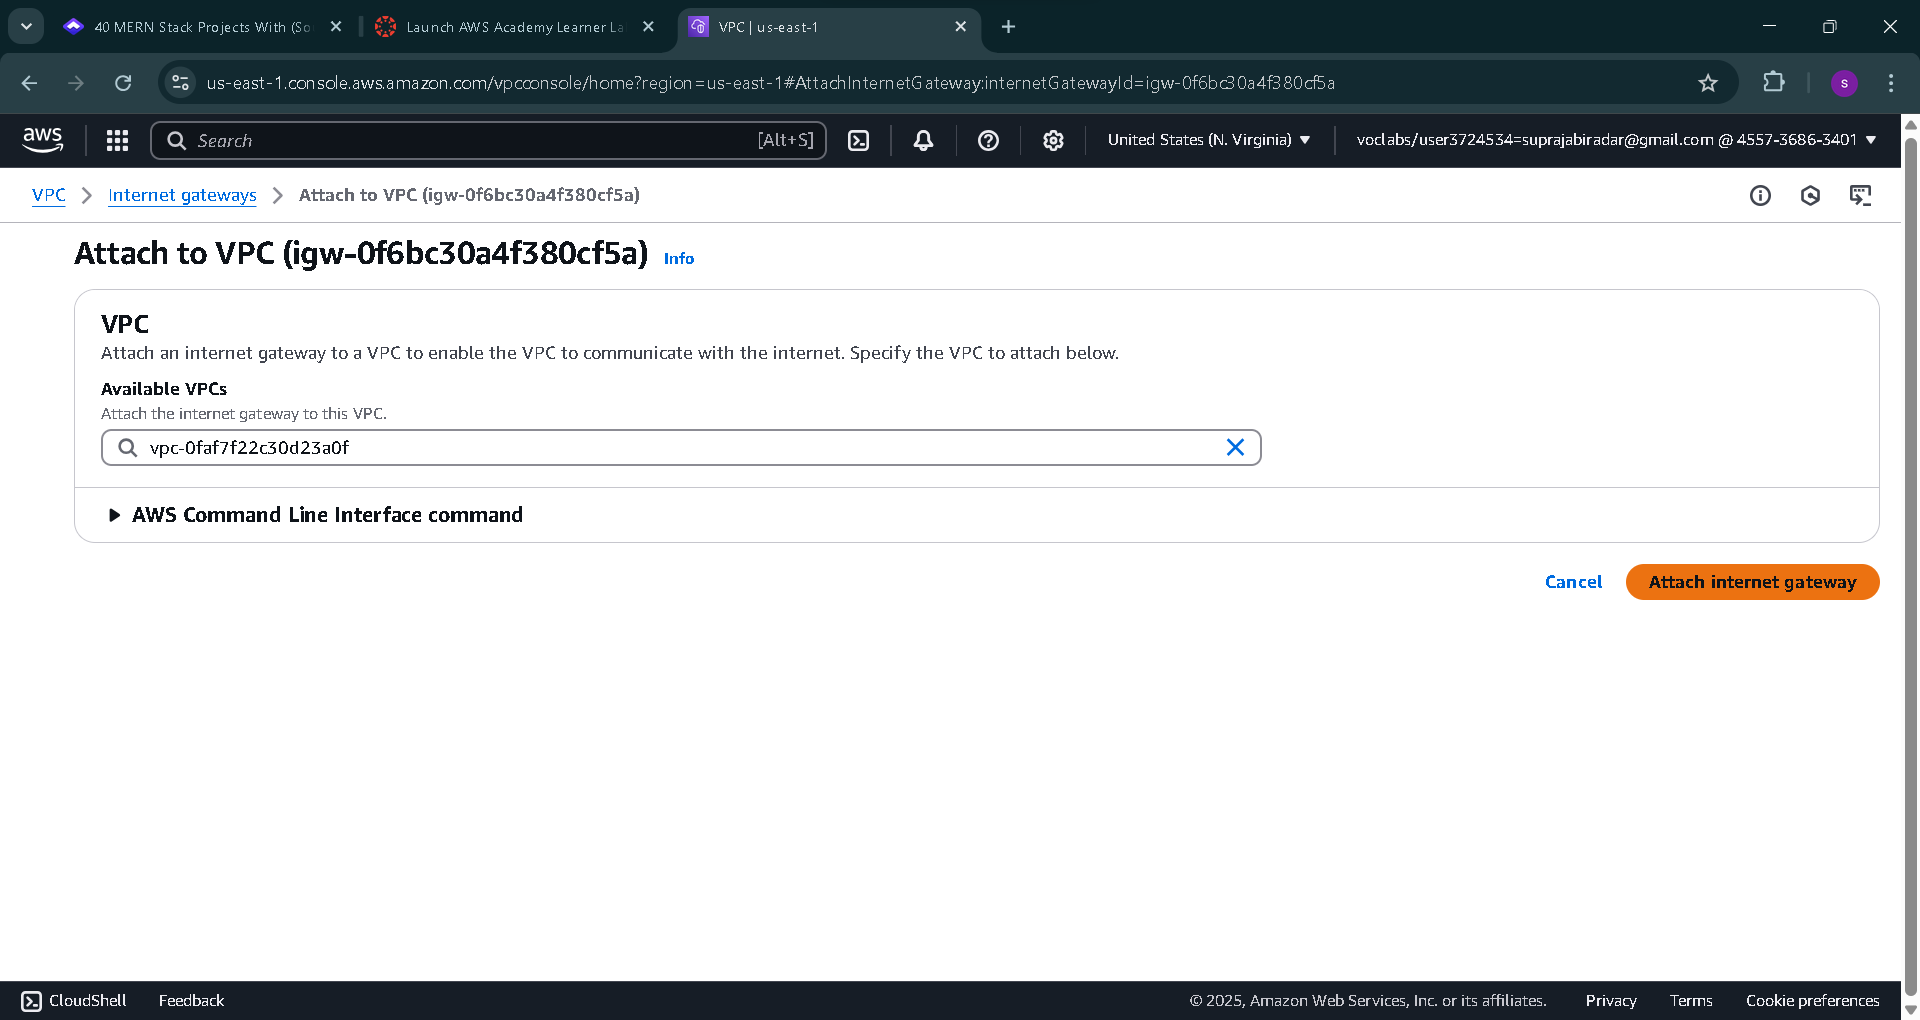 40 MERN Stack Projects With (So
Launch AWS Academy Learner La
VPC | us-east-1
us-east-1.console.aws.amazon.com/vpcconsole/home?region=us-east-1#AttachInternetGateway:internetGatewayId=igw-0f6bc30a4f380cf5a
S
aws
Search
[Alt+S]
United States (N. Virginia)
voclabs/user3724534=suprajabiradar@gmail.com @ 4557-3686-3401
VPC
Internet gateways
Attach to VPC (igw-0f6bc30a4f380cf5a)
Attach to VPC (igw-0f6bc30a4f380cf5a) Info
VPC
Attach an internet gateway to a VPC to enable the VPC to communicate with the internet. Specify the VPC to attach below.
Available VPCs
Attach the internet gateway to this VPC.
vpc-0faf7f22c30d23a0f
AWS Command Line Interface command
Cancel
Attach internet gateway
CloudShell
Feedback
© 2025, Amazon Web Services, Inc. or its affiliates.
Privacy
Terms
Cookie preferences